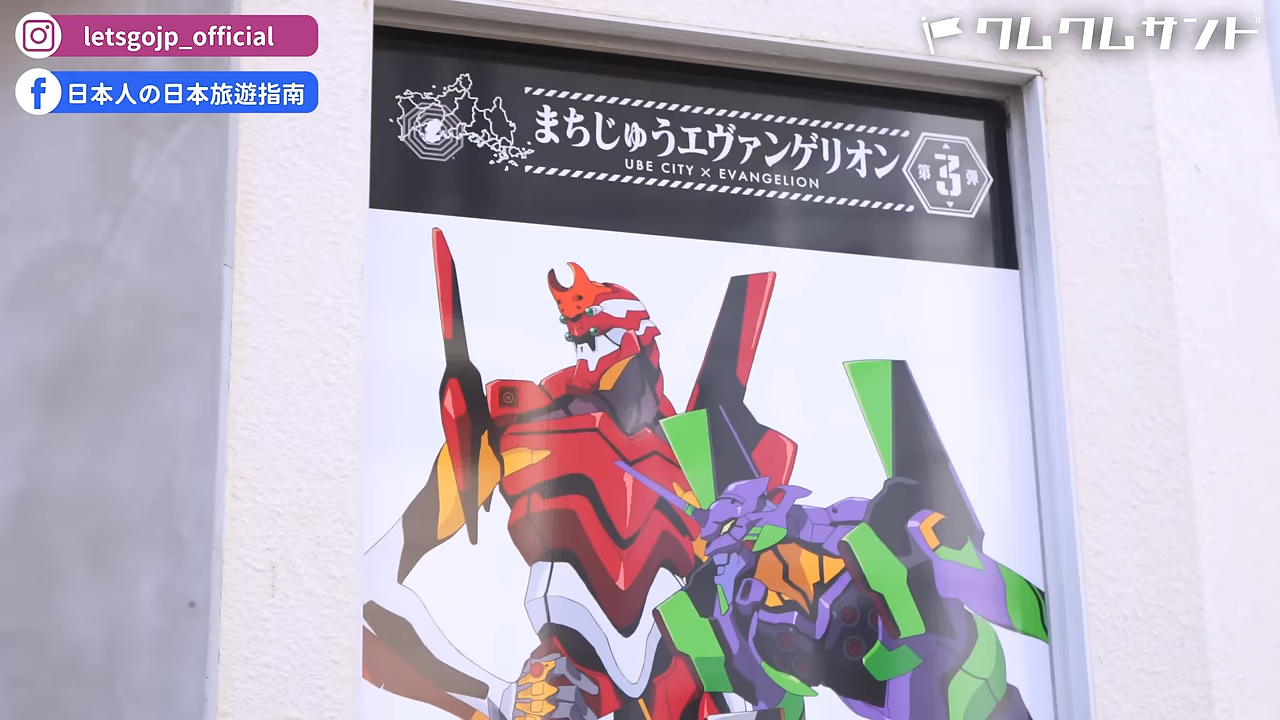 letsgojp_official
日本人の日本旅遊指南
クムクムサンド
まちじゅうエヴァンゲリオン
UBE CITY × EVANGELION
第3弾